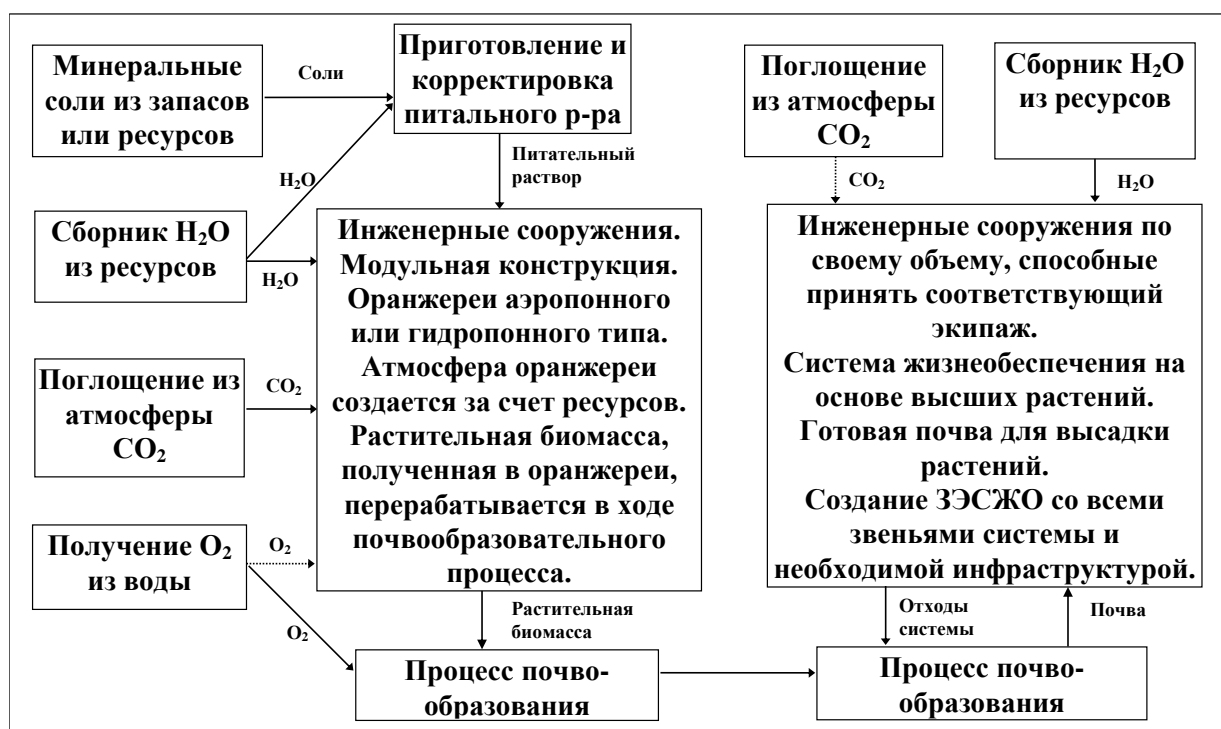 Минеральные
соли из запасов
или ресурсов
Соли
Приготовление и
корректировка
питального р-ра
Поглощение
из атмосферы
CO₂
Сборник H₂O
из ресурсов
Питательный
раствор
H₂O
CO₂
H₂O
Сборник H₂O
из ресурсов
H₂O
Инженерные сооружения.
Модульная конструкция.
Оранжереи аэропонного
или гидропонного типа.
Атмосфера оранжереи
создается за счет ресурсов.
Растительная биомасса,
полученная в оранжереи,
перерабатывается в ходе
почвообразовательного
процесса.
Инженерные сооружения по
своему объему, способные
принять соответствующий
экипаж.
Система жизнеобеспечения на
основе высших растений.
Готовая почва для высадки
растений.
Создание ЗЭСЖО со всеми
звеньями системы и
необходимой инфраструктурой.
Поглощение из
атмосферы
CO₂
CO₂
Получение O₂
из воды
O₂
O₂
Растительная
биомасса
Отходы
системы
Почва
Процесс почво-
образования
Процесс почво-
образования